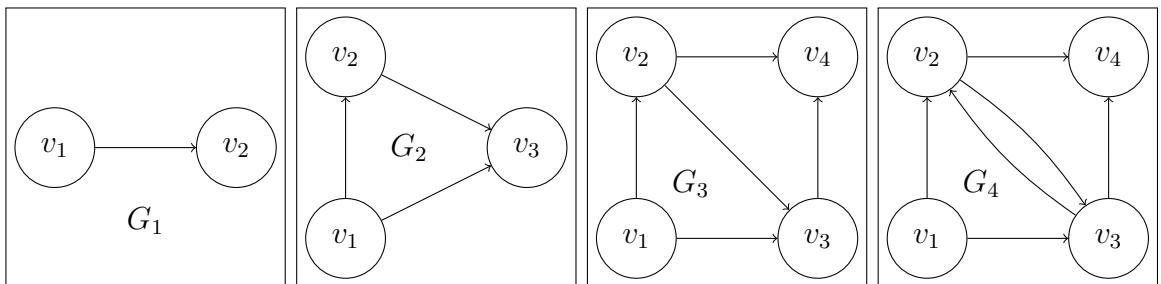 v₁ v₂
G₁
v₂
G₂ v₃
v₁
v₂ v₄
G₃
v₁ v₃
v₂ v₄
G₄
v₁ v₃